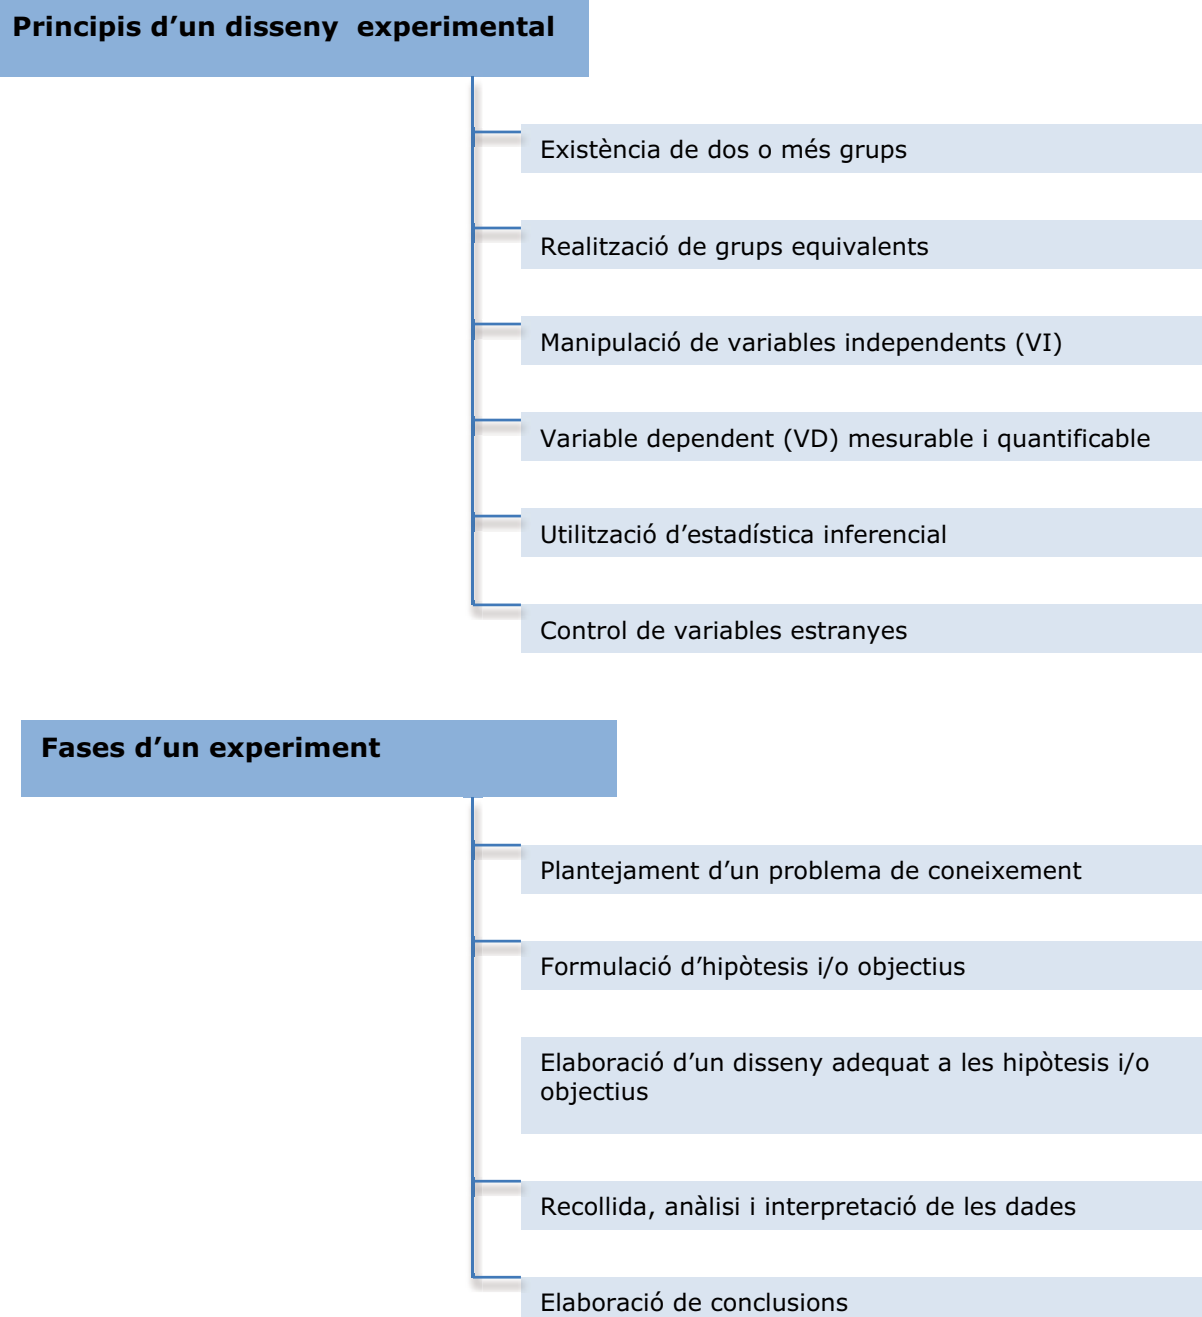 Principis d’un disseny  experimental
Existència de dos o més grups
Realització de grups equivalents
Manipulació de variables independents (VI)
Variable dependent (VD) mesurable i quantificable
Utilització d’estadística inferencial
Control de variables estranyes
Fases d’un experiment
Plantejament d’un problema de coneixement
Formulació d’hipòtesis i/o objectius
Elaboració d’un disseny adequat a les hipòtesis i/o
objectius
Recollida, anàlisi i interpretació de les dades
Elaboració de conclusions